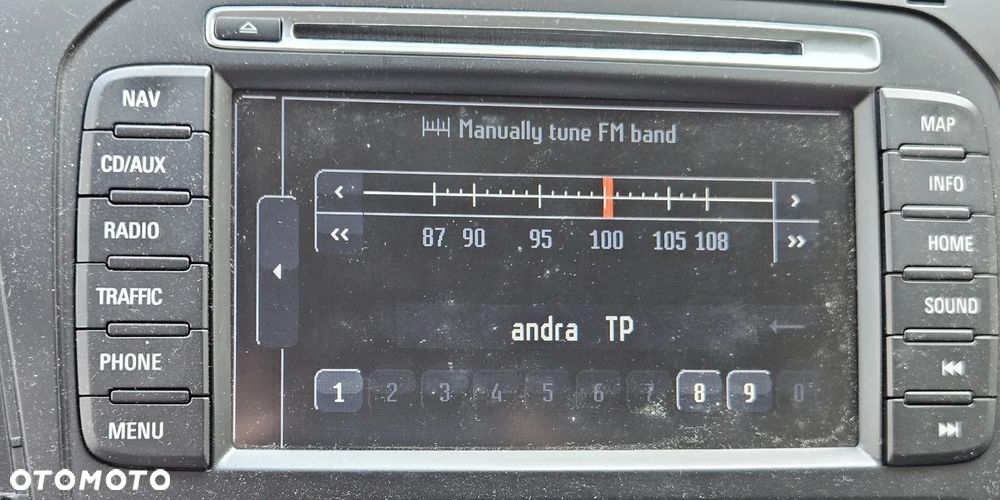 NAV
CD/AUX
RADIO
TRAFFIC
PHONE
MENU
Manually tune FM band
< >
<< 87 90 95 100 105 108 >>
andra TP
1 2 3 4 5 6 7 8 9 0
MAP
INFO
HOME
SOUND
OTOMOTO